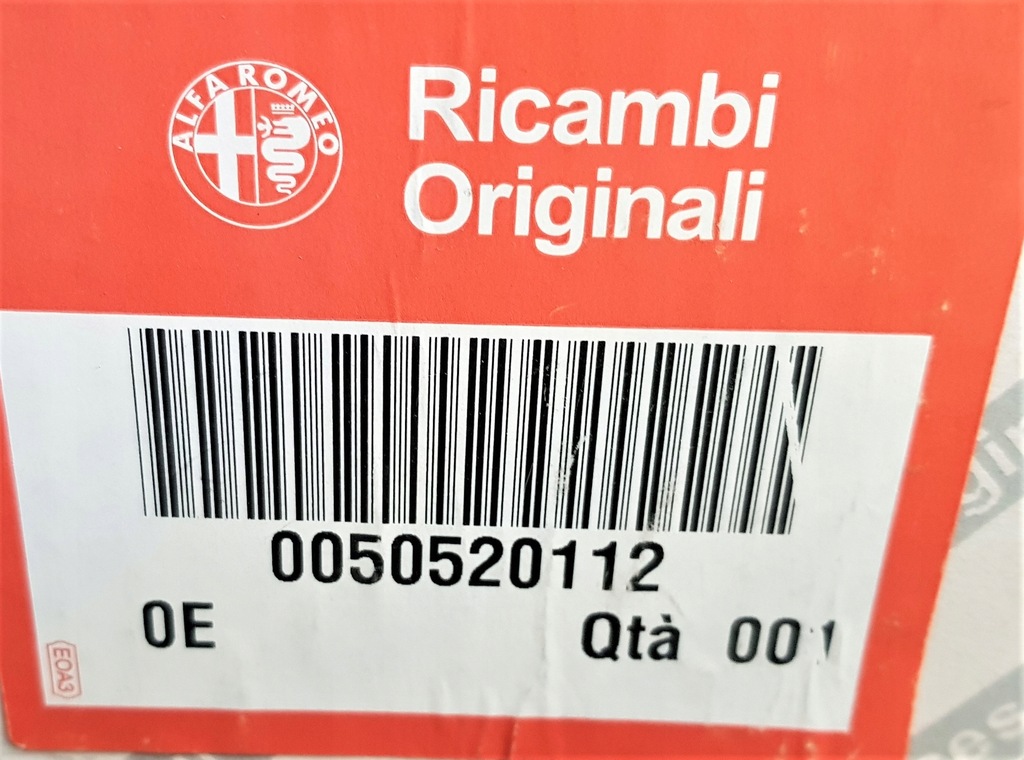 ALFA ROMEO
Ricambi
Originali
0050520112
0E
Qtà 001
EOA3